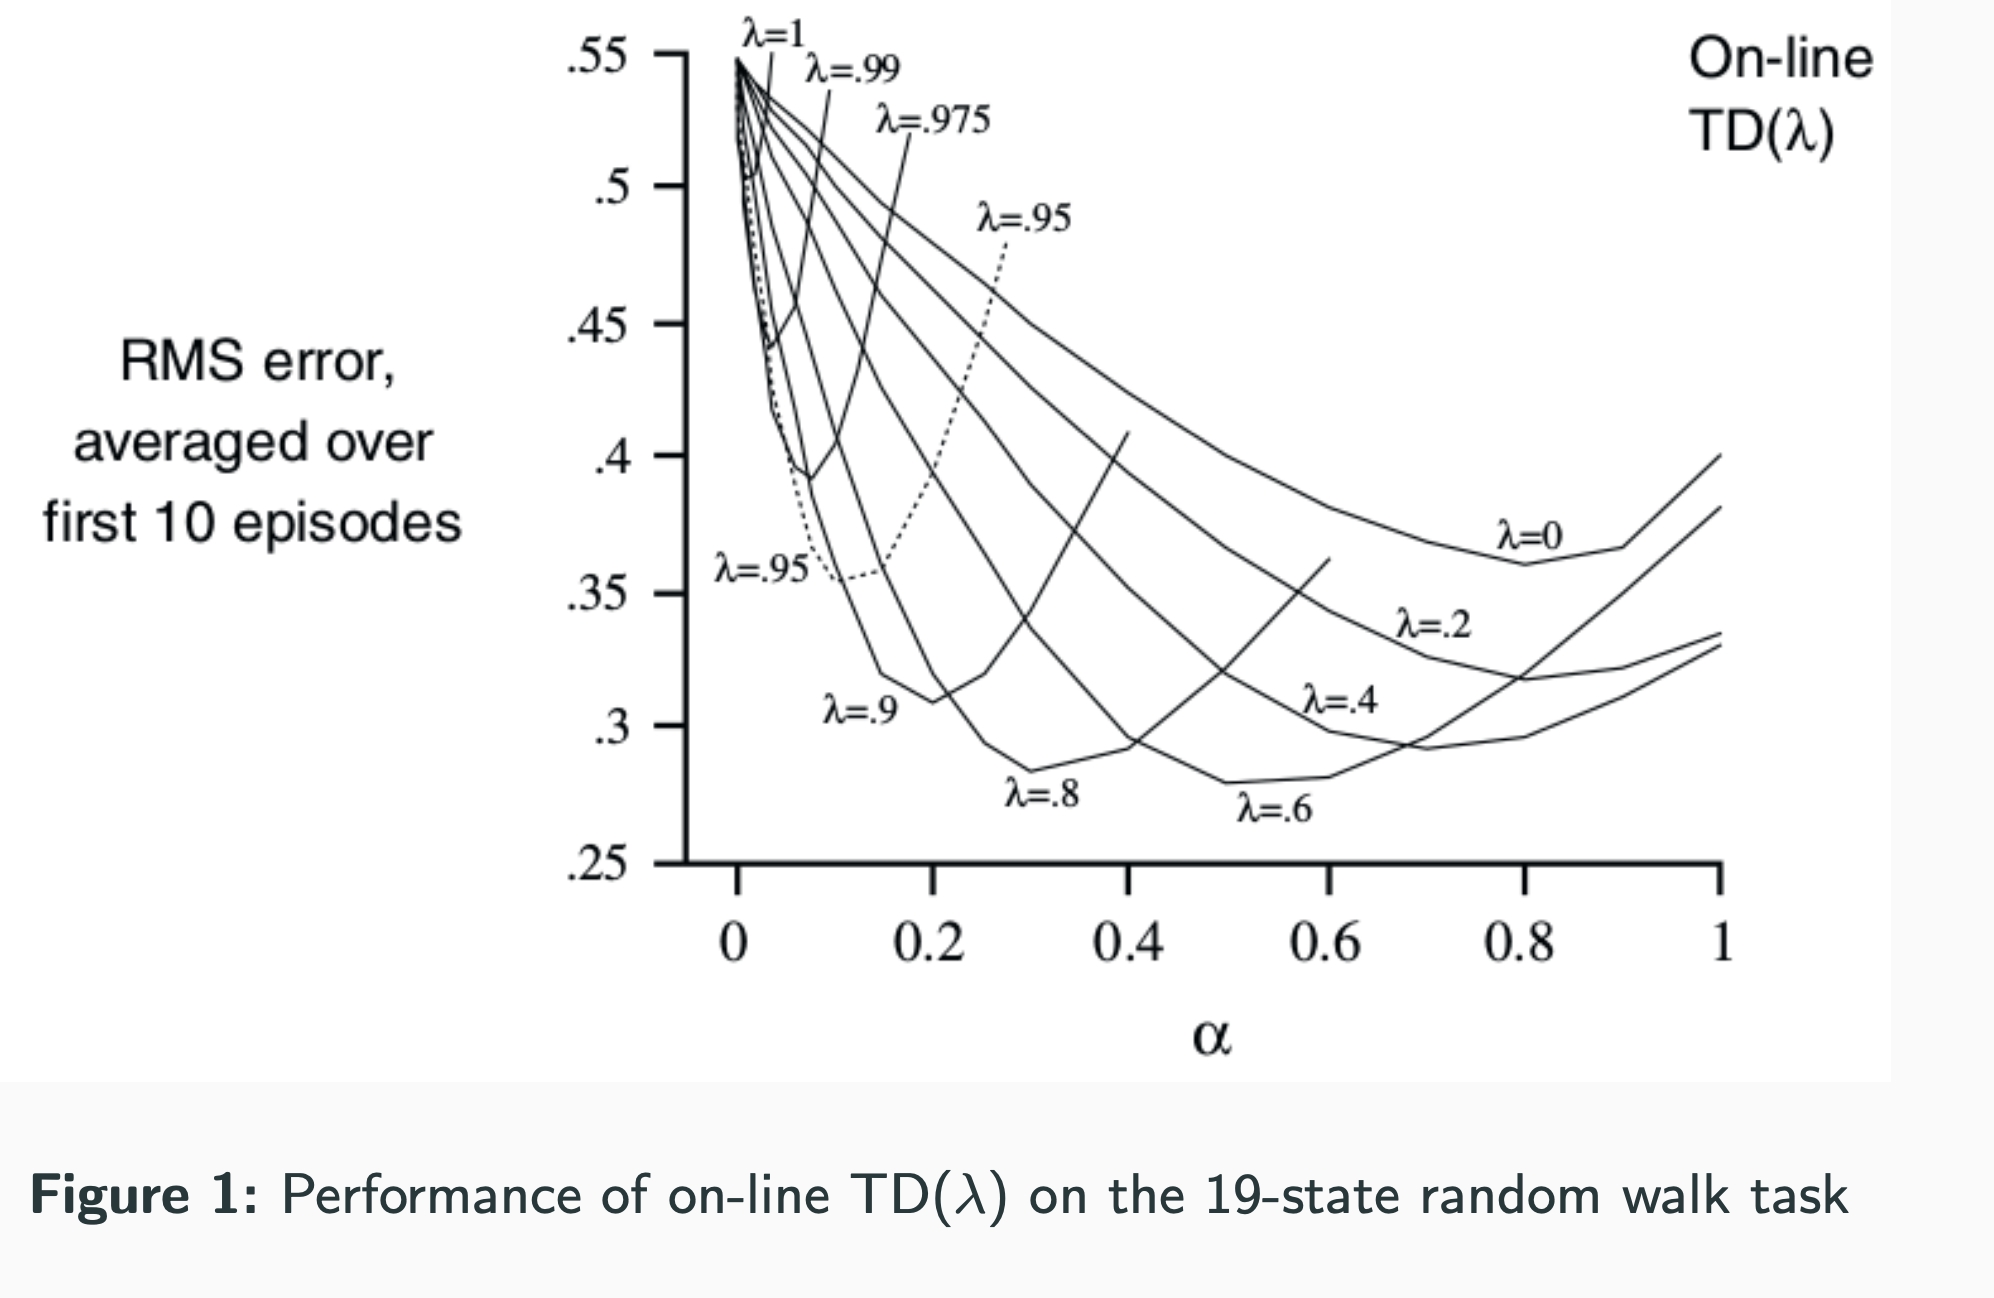 On-line
TD(λ)
RMS error,
averaged over
first 10 episodes
.55
.5
.45
.4
.35
.3
.25
λ=1
λ=.99
λ=.975
λ=.95
λ=.95
λ=0
λ=.2
λ=.4
λ=.9
λ=.8
λ=.6
0 0.2 0.4 0.6 0.8 1
α
Figure 1: Performance of on-line TD(λ) on the 19-state random walk task